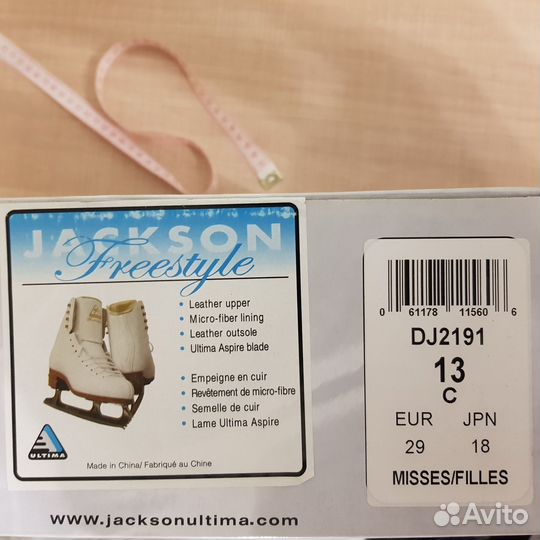 JACKSON
Freestyle
• Leather upper
• Micro-fiber lining
• Leather outsole
• Ultima Aspire blade
• Empeigne en cuir
• Revêtement de micro-fibre
• Semelle de cuir
• Lame Ultima Aspire
ULTIMA
Made in China/ Fabriqué au Chine
www.jacksonultima.com
0 61178 11560 6
DJ2191
13
C
EUR JPN
29 18
MISSES/FILLES
Avito